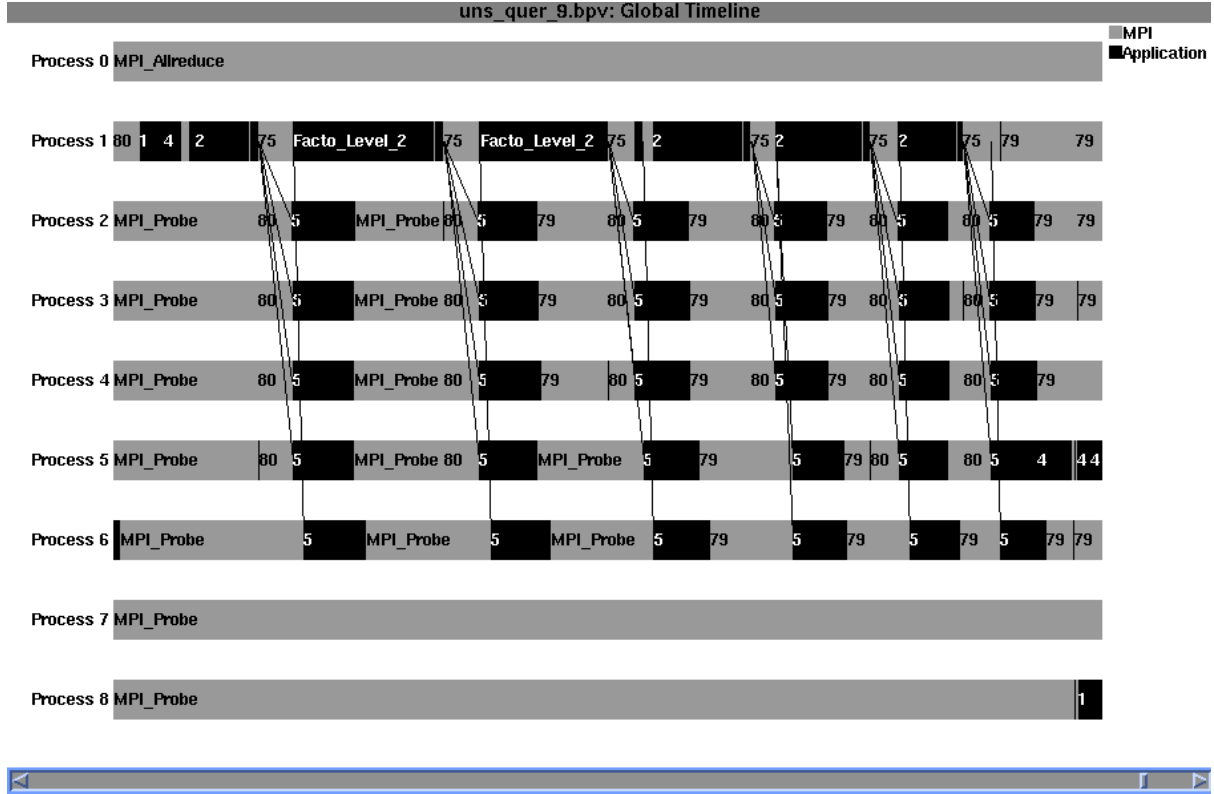 uns_quer_9.bpv: Global Timeline
MPI
Application
Process 0 MPI_Allreduce
Process 1 80 1 4 2 75 Facto_Level_2 75 Facto_Level_2 75 2 75 2 75 2 75 79 79
Process 2 MPI_Probe 80 5 MPI_Probe 80 5 79 80 5 79 80 5 79 80 5 80 5 79 79
Process 3 MPI_Probe 80 5 MPI_Probe 80 5 79 80 5 79 80 5 79 80 5 80 5 79 79
Process 4 MPI_Probe 80 5 MPI_Probe 80 5 79 80 5 79 80 5 79 80 5 80 5 79
Process 5 MPI_Probe 80 5 MPI_Probe 80 5 MPI_Probe 5 79 5 79 80 5 80 5 4 4 4
Process 6 MPI_Probe 5 MPI_Probe 5 MPI_Probe 5 79 5 79 5 79 5 79 79
Process 7 MPI_Probe
Process 8 MPI_Probe 1